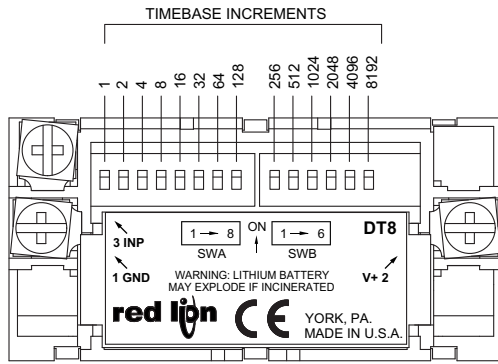 TIMEBASE INCREMENTS
1 2 4 8 16 32 64 128 256 512 1024 2048 4096 8192
3 INP
1 → 8
ON
1 → 6
DT8
SWA
SWB
1 GND
V+ 2
WARNING: LITHIUM BATTERY
MAY EXPLODE IF INCINERATED
red lion
CE
YORK, PA.
MADE IN U.S.A.